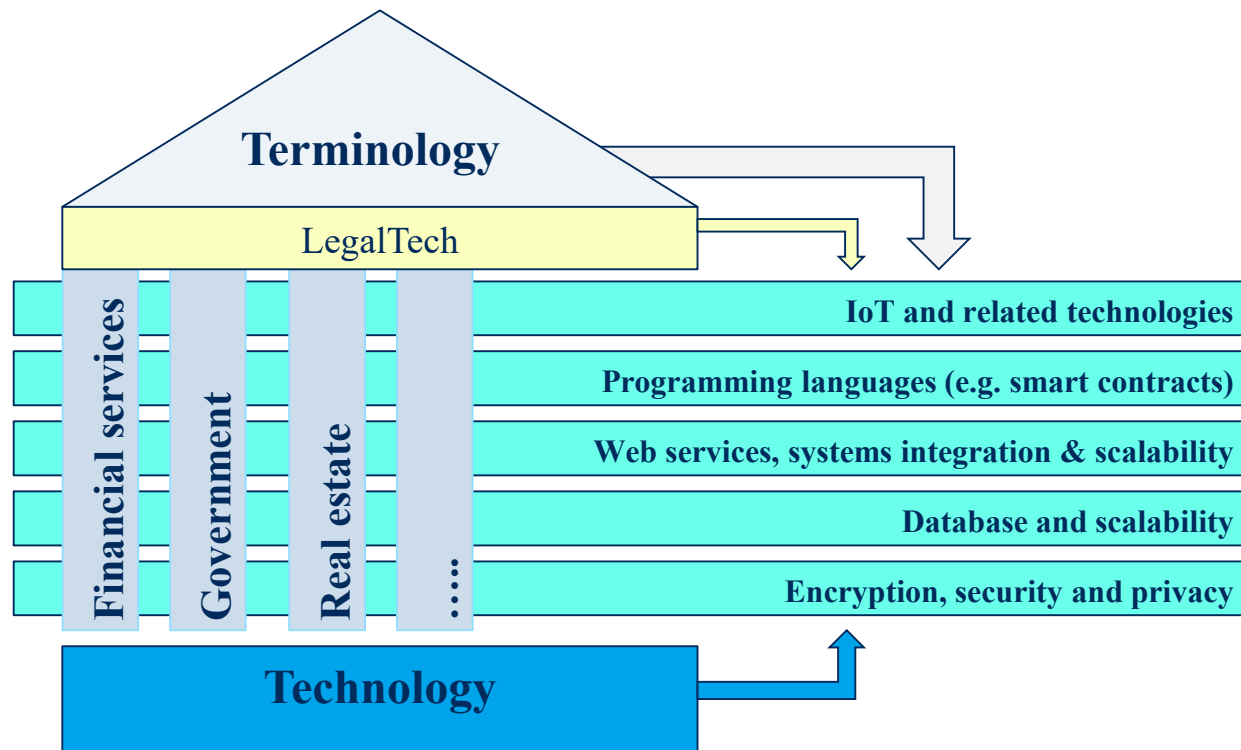 Terminology
LegalTech
IoT and related technologies
Programming languages (e.g. smart contracts)
Web services, systems integration & scalability
Database and scalability
Encryption, security and privacy
Financial services
Government
Real estate
…..
Technology